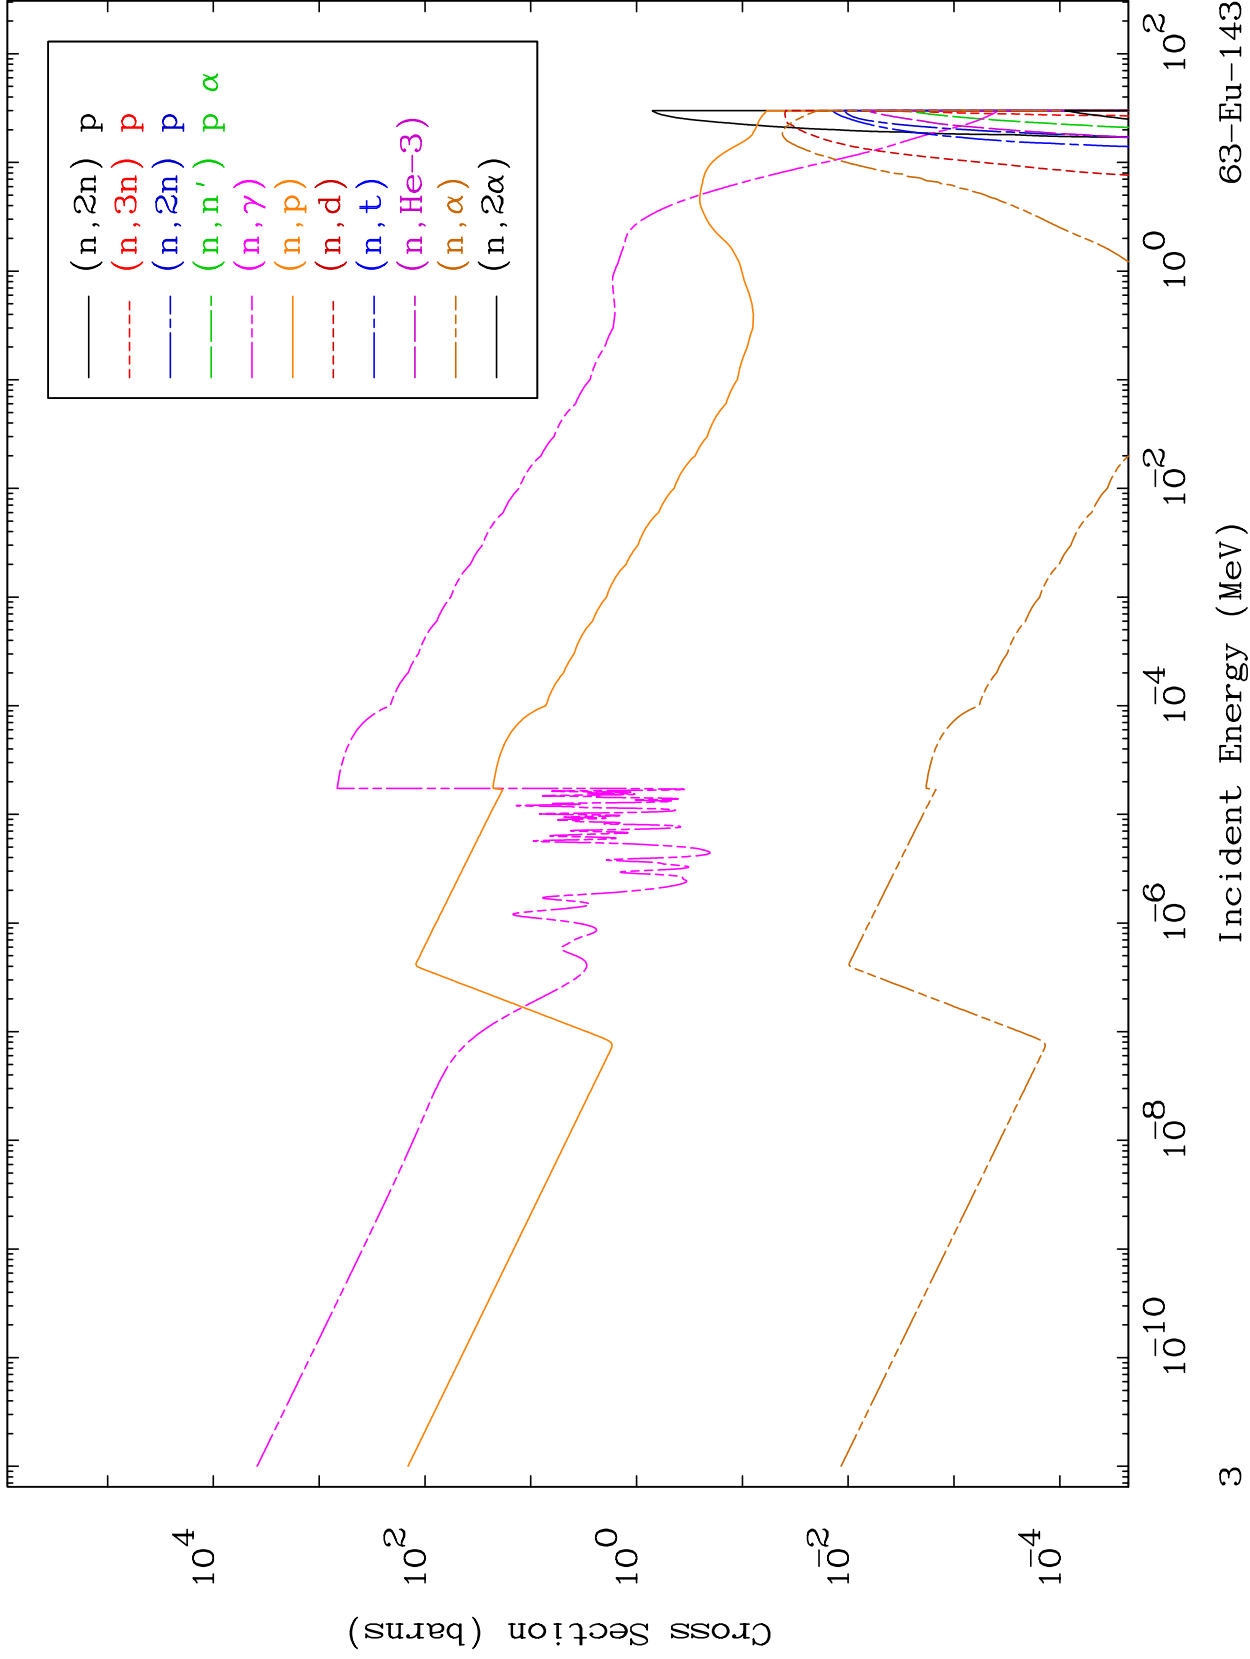 (n,2n) p
(n,3n) p
(n,2n) p
(n,n') p α
(n,γ)
(n,p)
(n,d)
(n,t)
(n,He-3)
(n,α)
(n,2α)
Cross Section (barns)
10^4
10^2
10^0
10^-2
10^-4
10^-10
10^-8
10^-6
10^-4
10^-2
10^0
10^2
3
Incident Energy (MeV)
63-Eu-143